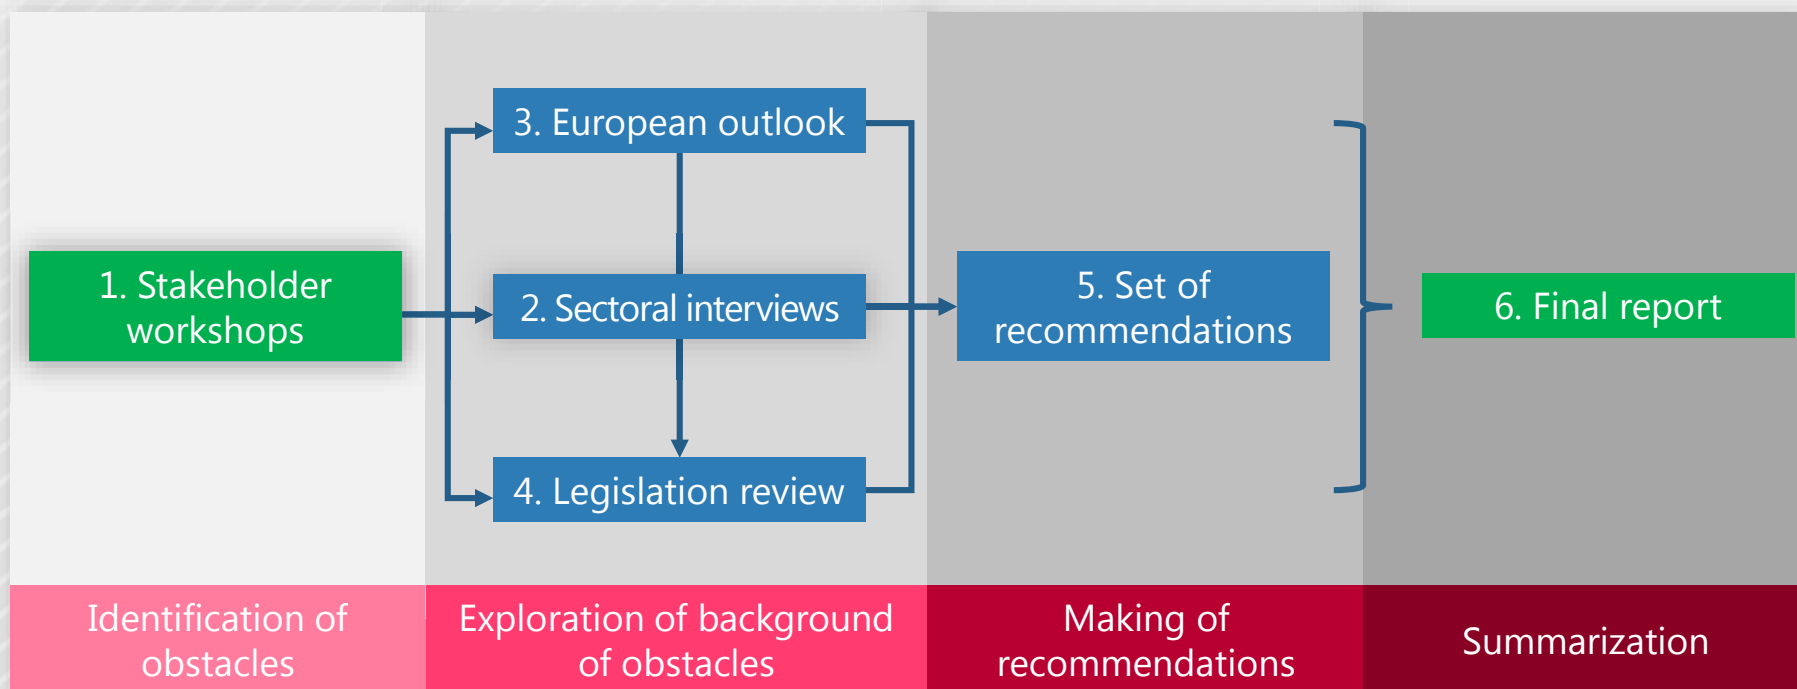 1. Stakeholder
workshops
3. European outlook
2. Sectoral interviews
4. Legislation review
5. Set of
recommendations
6. Final report
Identification of
obstacles
Exploration of background
of obstacles
Making of
recommendations
Summarization